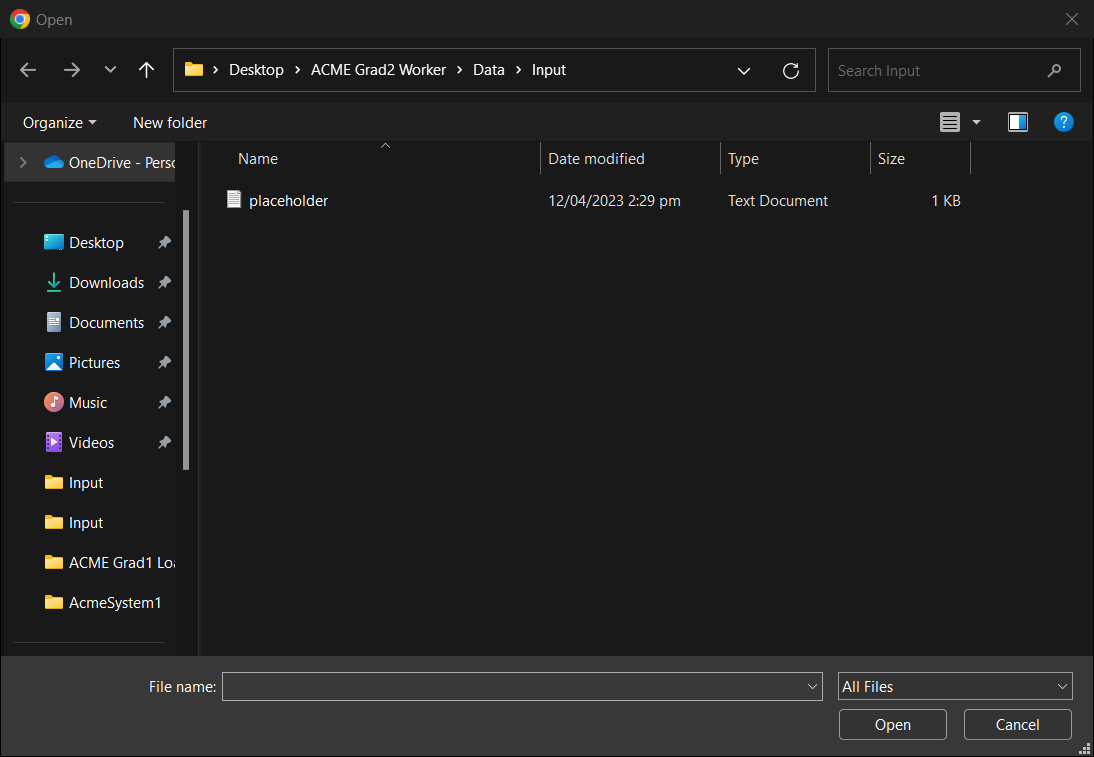 Open
Desktop > ACME Grad2 Worker > Data > Input
Search Input
Organize
New folder
OneDrive - Perso
Name
Date modified
Type
Size
placeholder
12/04/2023 2:29 pm
Text Document
1 KB
Desktop
Downloads
Documents
Pictures
Music
Videos
Input
Input
ACME Grad1 Loa
AcmeSystem1
File name:
All Files
Open
Cancel